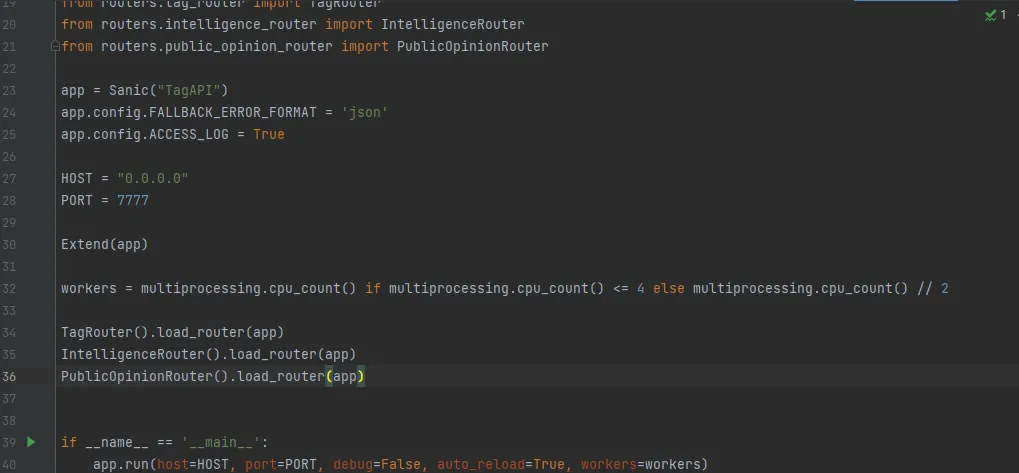 19 from routers.tag_router import TagRouter
20 from routers.intelligence_router import IntelligenceRouter
21 from routers.public_opinion_router import PublicOpinionRouter
22
23 app = Sanic("TagAPI")
24 app.config.FALLBACK_ERROR_FORMAT = 'json'
25 app.config.ACCESS_LOG = True
26
27 HOST = "0.0.0.0"
28 PORT = 7777
29
30 Extend(app)
31
32 workers = multiprocessing.cpu_count() if multiprocessing.cpu_count() <= 4 else multiprocessing.cpu_count() // 2
33
34 TagRouter().load_router(app)
35 IntelligenceRouter().load_router(app)
36 PublicOpinionRouter().load_router(app)
37
38
39 if __name__ == '__main__':
40 app.run(host=HOST, port=PORT, debug=False, auto_reload=True, workers=workers)
1